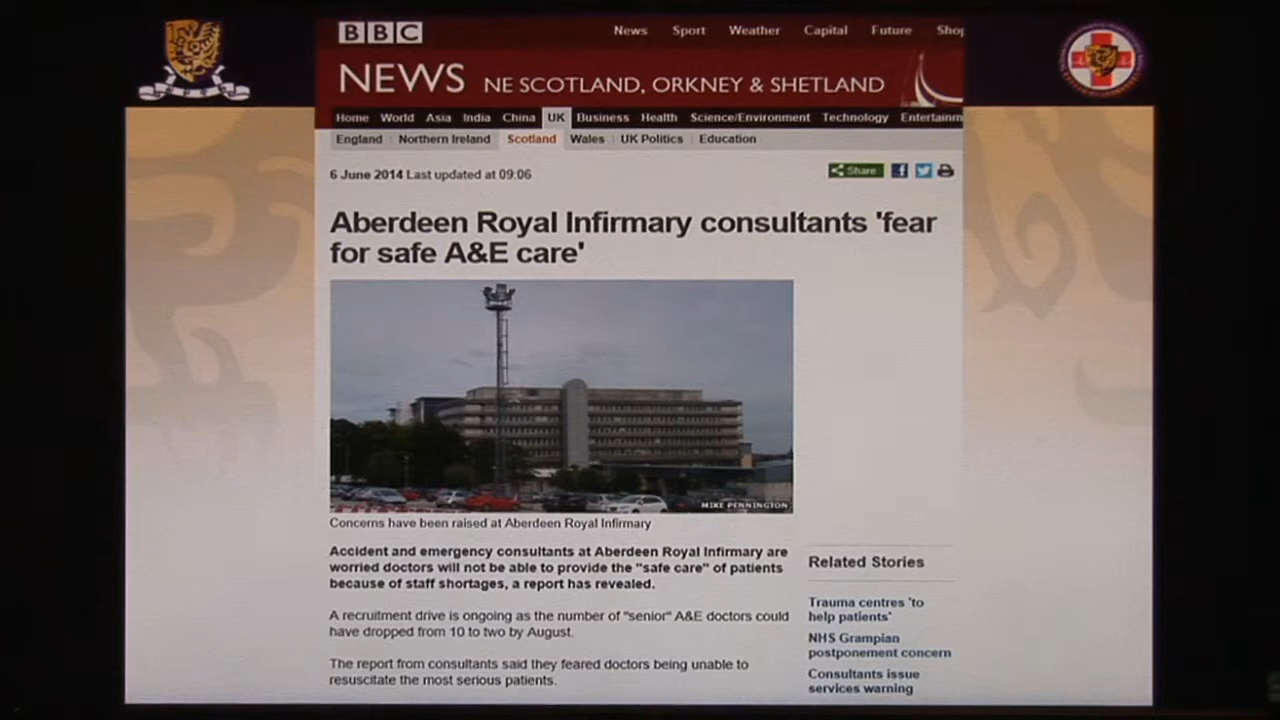 BBC
News Sport Weather Capital Future Shop
NEWS NE SCOTLAND, ORKNEY & SHETLAND
Home World Asia India China UK Business Health Science/Environment Technology Entertainm
England Northern Ireland Scotland Wales UK Politics Education
6 June 2014 Last updated at 09:06
Share
Aberdeen Royal Infirmary consultants 'fear
for safe A&E care'
MIKE PENNINGTON
Concerns have been raised at Aberdeen Royal Infirmary
Accident and emergency consultants at Aberdeen Royal Infirmary are
worried doctors will not be able to provide the "safe care" of patients
because of staff shortages, a report has revealed.
A recruitment drive is ongoing as the number of "senior" A&E doctors could
have dropped from 10 to two by August.
The report from consultants said they feared doctors being unable to
resuscitate the most serious patients.
Related Stories
Trauma centres 'to
help patients'
NHS Grampian
postponement concern
Consultants issue
services warning